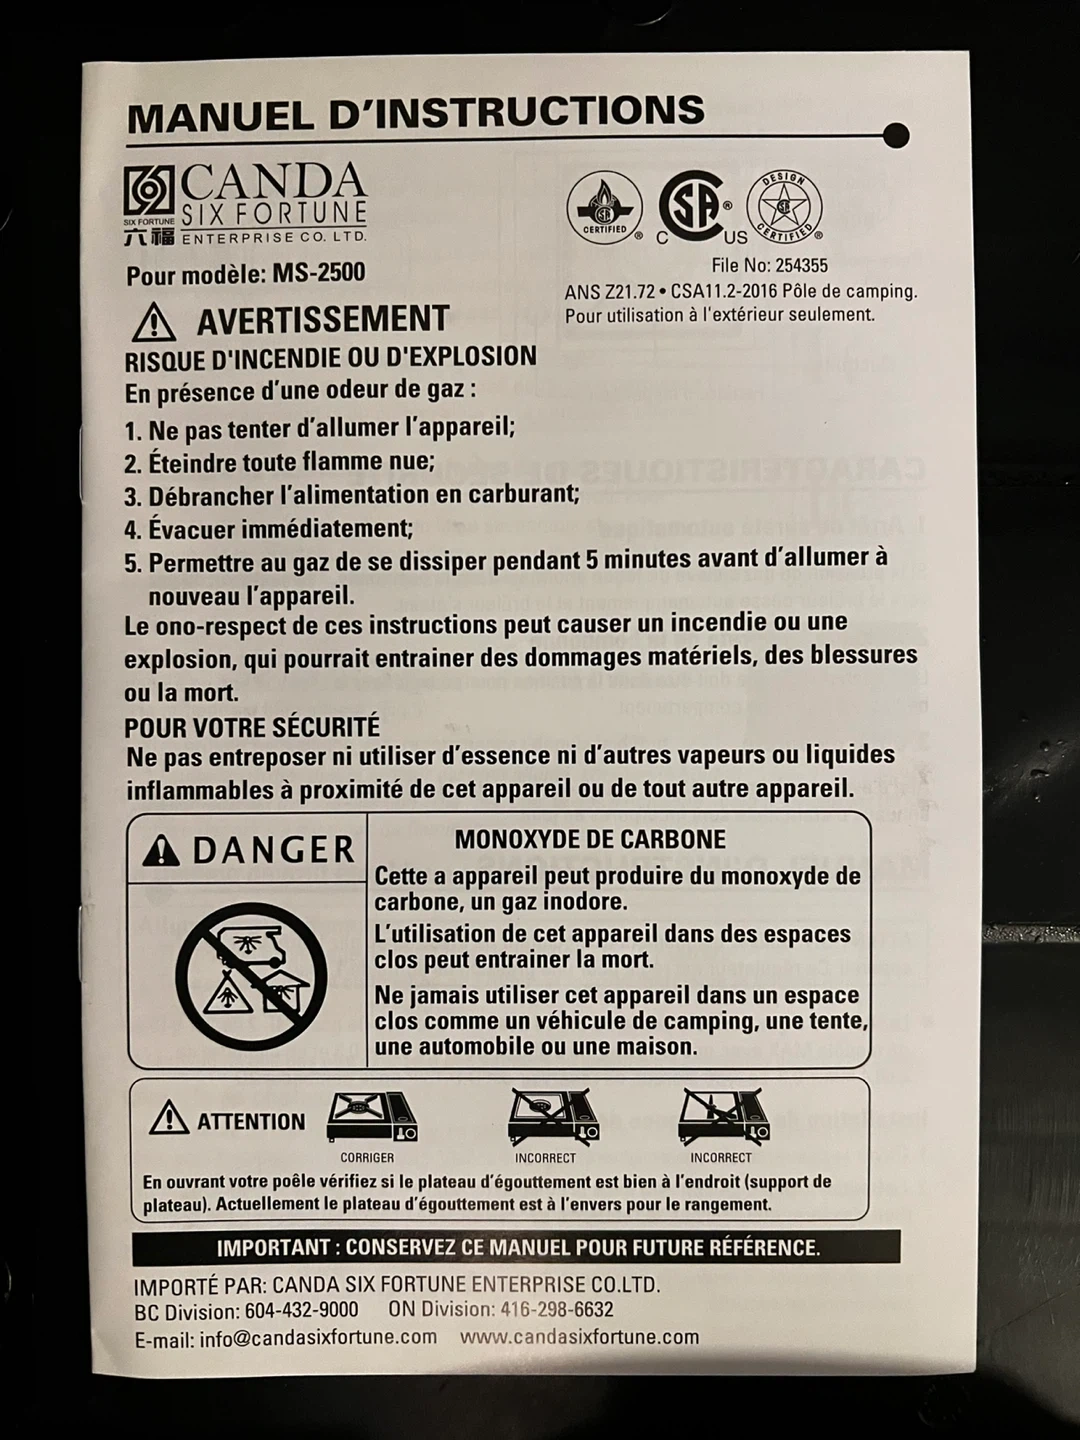 MANUEL D'INSTRUCTIONS
CANDA
SIX FORTUNE
SIX FORTUNE
六福
ENTERPRISE CO. LTD.
Pour modèle: MS-2500
CERTIFIED
®
SA
®
C
US
DESIGN
SA
CERTIFIED
®
File No: 254355
ANS Z21.72 • CSA11.2-2016 Pôle de camping.
Pour utilisation à l'extérieur seulement.
AVERTISSEMENT
RISQUE D'INCENDIE OU D'EXPLOSION
En présence d'une odeur de gaz :
1. Ne pas tenter d'allumer l'appareil;
2. Éteindre toute flamme nue;
3. Débrancher l'alimentation en carburant;
4. Évacuer immédiatement;
5. Permettre au gaz de se dissiper pendant 5 minutes avant d'allumer à
nouveau l'appareil.
Le ono-respect de ces instructions peut causer un incendie ou une
explosion, qui pourrait entrainer des dommages matériels, des blessures
ou la mort.
POUR VOTRE SÉCURITÉ
Ne pas entreposer ni utiliser d'essence ni d'autres vapeurs ou liquides
inflammables à proximité de cet appareil ou de tout autre appareil.
DANGER
MONOXYDE DE CARBONE
Cette a appareil peut produire du monoxyde de
carbone, un gaz inodore.
L'utilisation de cet appareil dans des espaces
clos peut entrainer la mort.
Ne jamais utiliser cet appareil dans un espace
clos comme un véhicule de camping, une tente,
une automobile ou une maison.
ATTENTION
CORRIGER
INCORRECT
INCORRECT
En ouvrant votre poêle vérifiez si le plateau d'égouttement est bien à l'endroit (support de
plateau). Actuellement le plateau d'égouttement est à l'envers pour le rangement.
IMPORTANT : CONSERVEZ CE MANUEL POUR FUTURE RÉFÉRENCE.
IMPORTÉ PAR: CANDA SIX FORTUNE ENTERPRISE CO.LTD.
BC Division: 604-432-9000 ON Division: 416-298-6632
E-mail: info@candasixfortune.com www.candasixfortune.com